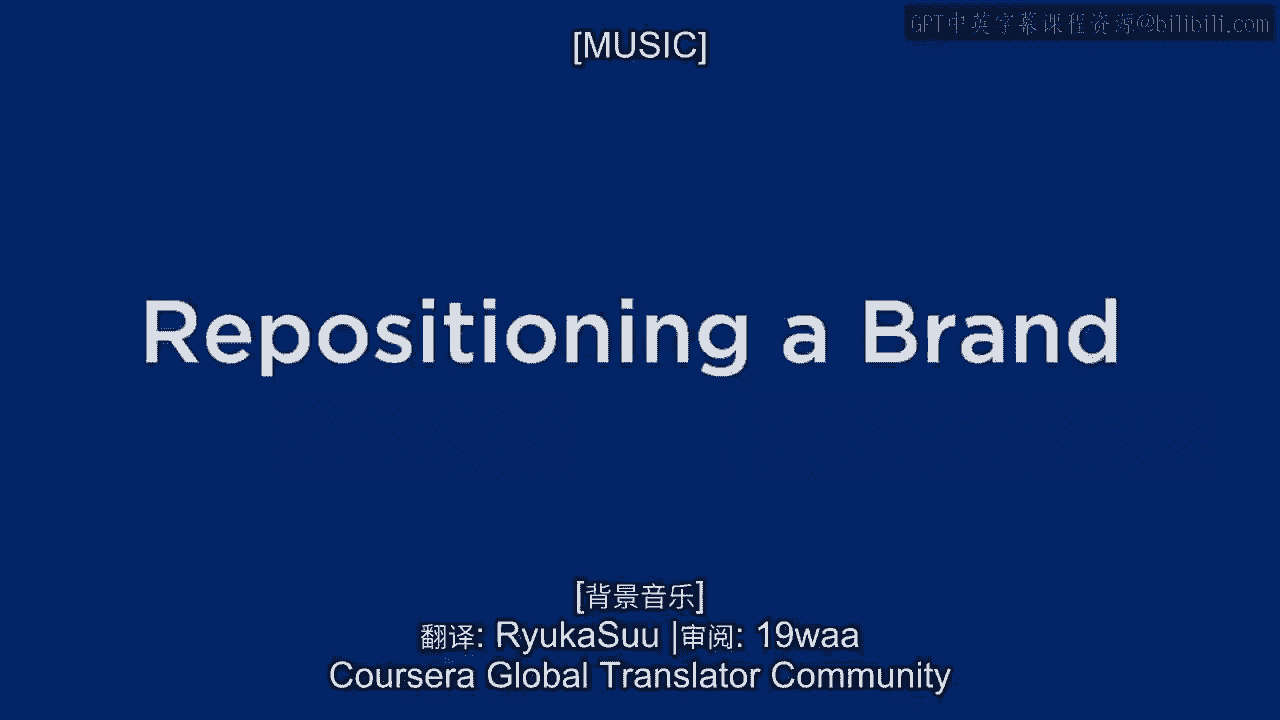 GPT中英字幕课程资源@bilibili.com
[MUSIC]
Repositioning a Brand
[背景音乐]
翻译: RyukaSuu |审阅: 19waa
Coursera Global Translator Community